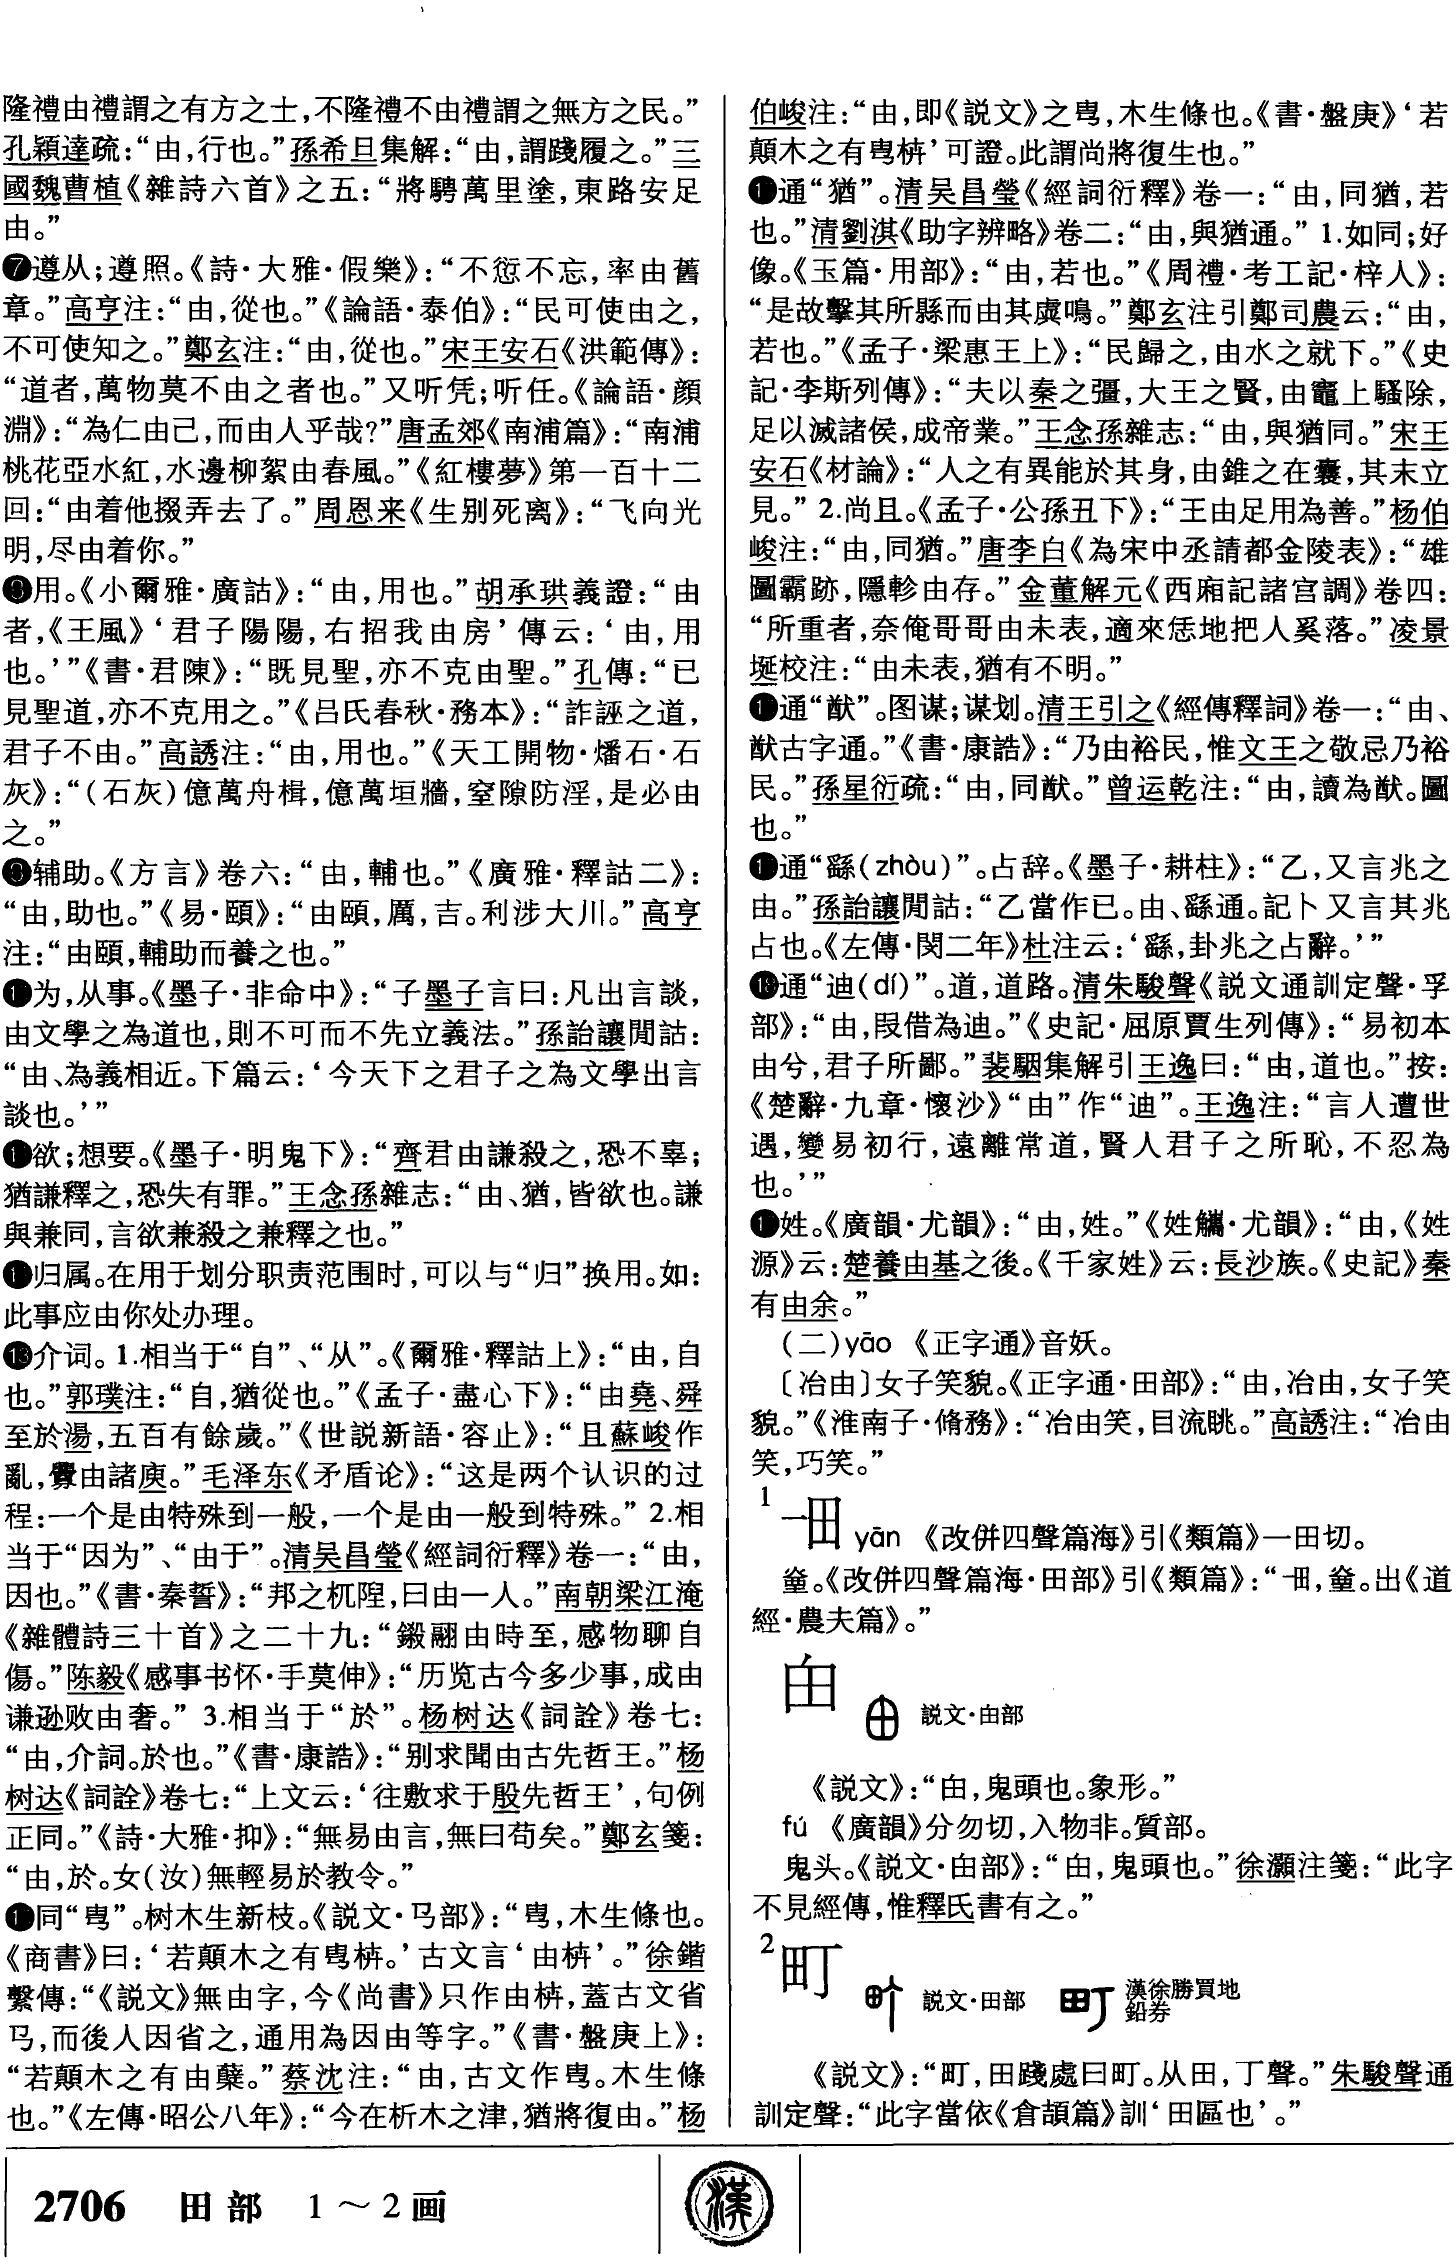 隆禮由禮謂之有方之士，不隆禮不由禮謂之無方之民。”
孔穎達疏：“由，行也。”孫希旦集解：“由，謂踐履之。”三
國魏曹植《雜詩六首》之五：“將騁萬里塗，東路安足
由。”
❼遵从；遵照。《詩·大雅·假樂》：“不愆不忘，率由舊
章。”高亨注：“由，從也。”《論語·泰伯》：“民可使由之，
不可使知之。”鄭玄注：“由，從也。”宋王安石《洪範傳》：
“道者，萬物莫不由之者也。”又听凭；听任。《論語·顔
淵》：“為仁由己，而由人乎哉？”唐孟郊《南浦篇》：“南浦
桃花亞水紅，水邊柳絮由春風。”《紅樓夢》第一百十二
回：“由着他掇弄去了。”周恩来《生别死离》：“飞向光
明，尽由着你。”
❽用。《小爾雅·廣詁》：“由，用也。”胡承珙義證：“由
者，《王風》‘君子陽陽，右招我由房’傳云：‘由，用
也。’”《書·君陳》：“既見聖，亦不克由聖。”孔傳：“已
見聖道，亦不克用之。”《吕氏春秋·務本》：“詐誣之道，
君子不由。”高誘注：“由，用也。”《天工開物·燔石·石
灰》：“（石灰）億萬舟楫，億萬垣牆，窒隙防淫，是必由
之。”
❾辅助。《方言》卷六：“由，輔也。”《廣雅·釋詁二》：
“由，助也。”《易·頤》：“由頤，厲，吉。利涉大川。”高亨
注：“由頤，輔助而養之也。”
❿为，从事。《墨子·非命中》：“子墨子言曰：凡出言談，
由文學之為道也，則不可而不先立義法。”孫詒讓閒詁：
“由、為義相近。下篇云：‘今天下之君子之為文學出言
談也。’”
⓫欲；想要。《墨子·明鬼下》：“齊君由謙殺之，恐不辜；
猶謙釋之，恐失有罪。”王念孫雜志：“由、猶，皆欲也。謙
與兼同，言欲兼殺之兼釋之也。”
⓬归属。在用于划分职责范围时，可以与“归”换用。如：
此事应由你处办理。
⓭介词。1.相当于“自”、“从”。《爾雅·釋詁上》：“由，自
也。”郭璞注：“自，猶從也。”《孟子·盡心下》：“由堯、舜
至於湯，五百有餘歲。”《世説新語·容止》：“且蘇峻作
亂，釁由諸庾。”毛泽东《矛盾论》：“这是两个认识的过
程：一个是由特殊到一般，一个是由一般到特殊。”2.相
当于“因为”、“由于”。清吴昌瑩《經詞衍釋》卷一：“由，
因也。”《書·秦誓》：“邦之杌隉，曰由一人。”南朝梁江淹
《雜體詩三十首》之二十九：“鎩翮由時至，感物聊自
傷。”陈毅《感事书怀·手莫伸》：“历览古今多少事，成由
谦逊败由奢。”3.相当于“於”。杨树达《詞詮》卷七：
“由，介詞。於也。”《書·康誥》：“别求聞由古先哲王。”杨
树达《詞詮》卷七：“上文云：‘往敷求于殷先哲王’，句例
正同。”《詩·大雅·抑》：“無易由言，無曰苟矣。”鄭玄箋：
“由，於。女（汝）無輕易於教令。”
⓮同“甹”。树木生新枝。《説文·㔾部》：“甹，木生條也。
《商書》曰：‘若顛木之有甹枿。’古文言‘由枿’。”徐鍇
繫傳：“《説文》無由字，今《尚書》只作由枿，蓋古文省
㔾，而後人因省之，通用為因由等字。”《書·盤庚上》：
“若顛木之有由蘖。”蔡沈注：“由，古文作甹。木生條
也。”《左傳·昭公八年》：“今在析木之津，猶將復由。”杨
伯峻注：“由，即《説文》之甹，木生條也。《書·盤庚》‘若
顛木之有甹枿’可證。此謂尚將復生也。”
⓯通“猶”。清吴昌瑩《經詞衍釋》卷一：“由，同猶，若
也。”清劉淇《助字辨略》卷二：“由，與猶通。”1.如同；好
像。《玉篇·用部》：“由，若也。”《周禮·考工記·梓人》：
“是故擊其所縣而由其虡鳴。”鄭玄注引鄭司農云：“由，
若也。”《孟子·梁惠王上》：“民歸之，由水之就下。”《史
記·李斯列傳》：“夫以秦之彊，大王之賢，由竈上騷除，
足以滅諸侯，成帝業。”王念孫雜志：“由，與猶同。”宋王
安石《材論》：“人之有異能於其身，由錐之在囊，其末立
見。”2.尚且。《孟子·公孫丑下》：“王由足用為善。”杨伯
峻注：“由，同猶。”唐李白《為宋中丞請都金陵表》：“雄
圖霸跡，隱軫由存。”金董解元《西廂記諸宫調》卷四：
“所重者，奈俺哥哥由未表，適來恁地把人奚落。”凌景
埏校注：“由未表，猶有不明。”
⓰通“猷”。图谋；谋划。清王引之《經傳釋詞》卷一：“由、
猷古字通。”《書·康誥》：“乃由裕民，惟文王之敬忌乃裕
民。”孫星衍疏：“由，同猷。”曾运乾注：“由，讀為猷。圖
也。”
⓱通“繇（zhòu）”。占辞。《墨子·耕柱》：“乙，又言兆之
由。”孫詒讓閒詁：“乙當作已。由、繇通。記卜又言其兆
占也。《左傳·閔二年》杜注云：‘繇，卦兆之占辭。’”
⓲通“迪（dí）”。道，道路。清朱駿聲《説文通訓定聲·孚
部》：“由，叚借為迪。”《史記·屈原賈生列傳》：“易初本
由兮，君子所鄙。”裴駰集解引王逸曰：“由，道也。”按：
《楚辭·九章·懷沙》“由”作“迪”。王逸注：“言人遭世
遇，變易初行，遠離常道，賢人君子之所恥，不忍為
也。’”
⓳姓。《廣韻·尤韻》：“由，姓。”《姓觿·尤韻》：“由，《姓
源》云：楚養由基之後。《千家姓》云：長沙族。《史記》秦
有由余。”
（二）yāo 《正字通》音妖。
〔冶由〕女子笑貌。《正字通·田部》：“由，冶由，女子笑
貌。”《淮南子·脩務》：“冶由笑，目流眺。”高誘注：“冶由
笑，巧笑。”
1 yān 《改併四聲篇海》引《類篇》一田切。
《改併四聲篇海·田部》引《類篇》：出《道
經·農夫篇》。”
甶 説文·甶部
《説文》：“甶，鬼頭也。象形。”
fú 《廣韻》分勿切，入物非。質部。
鬼头。《説文·甶部》：“甶，鬼頭也。”徐灝注箋：“此字
不見經傳，惟釋氏書有之。”
2 町 説文·田部 町 漢徐勝買地
鉛券
《説文》：“町，田踐處曰町。从田，丁聲。”朱駿聲通
訓定聲：“此字當依《倉頡篇》訓‘田區也’。”
2706 田部 1～2画 漢